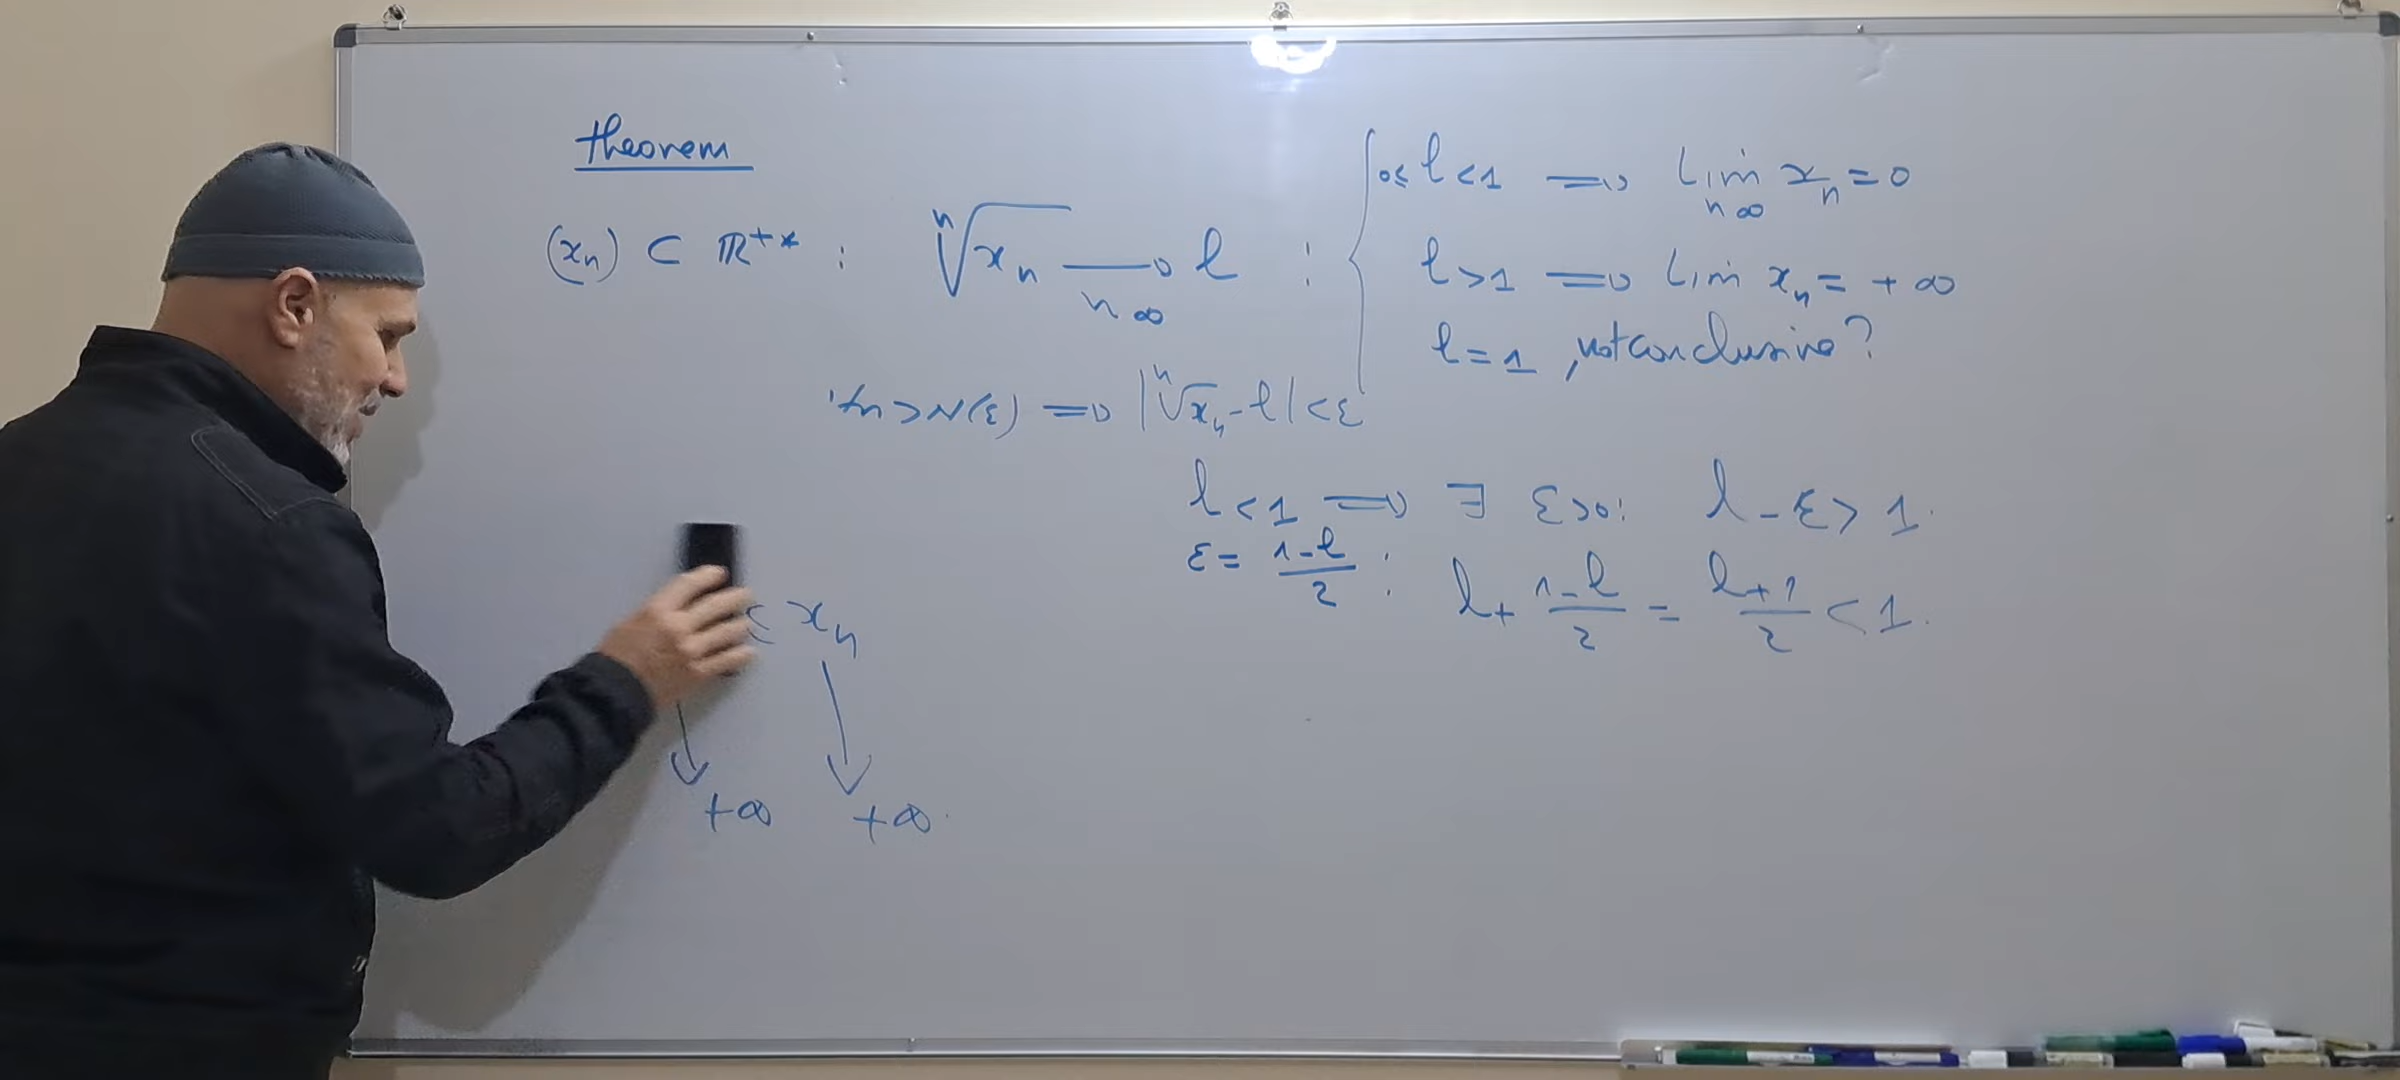 theorem
(xₙ) ⊂ ℝ⁺* : ⁿ√xₙ ⟶ ℓ :
n ∞
0≤ ℓ < 1 ⟹ Lim xₙ = 0
n ∞
ℓ > 1 ⟹ Lim xₙ = + ∞
ℓ = 1 , not conclusive ?
∀n > N(ε) ⟹ | ⁿ√xₙ - ℓ | < ε
ℓ < 1 ⟹ ∃ ε > 0 : ℓ - ε > 1.
ε = (1-ℓ)/2 : ℓ + (1-ℓ)/2 = (ℓ+1)/2 < 1.
< xₙ
+∞ +∞.